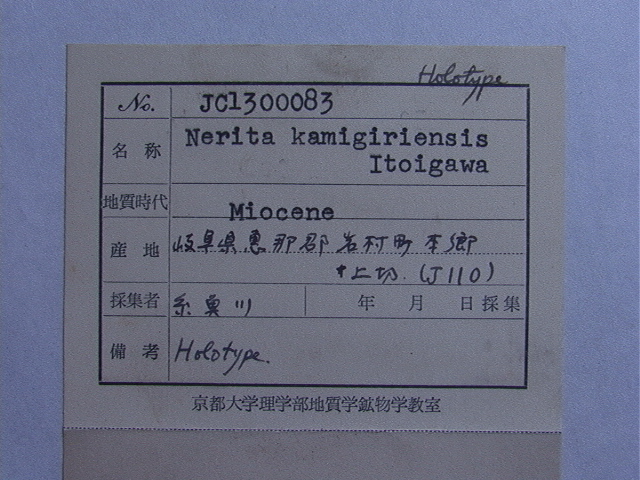 Holotype
No. JC1300083
名 称 Nerita kamigiriensis
Itoigawa
地質時代 Miocene
産 地 岐阜県恵那郡岩村町本郷
上切 (J110)
採集者 糸魚川 年 月 日 採集
備 考 Holotype.
京都大学理学部地質学鉱物学教室